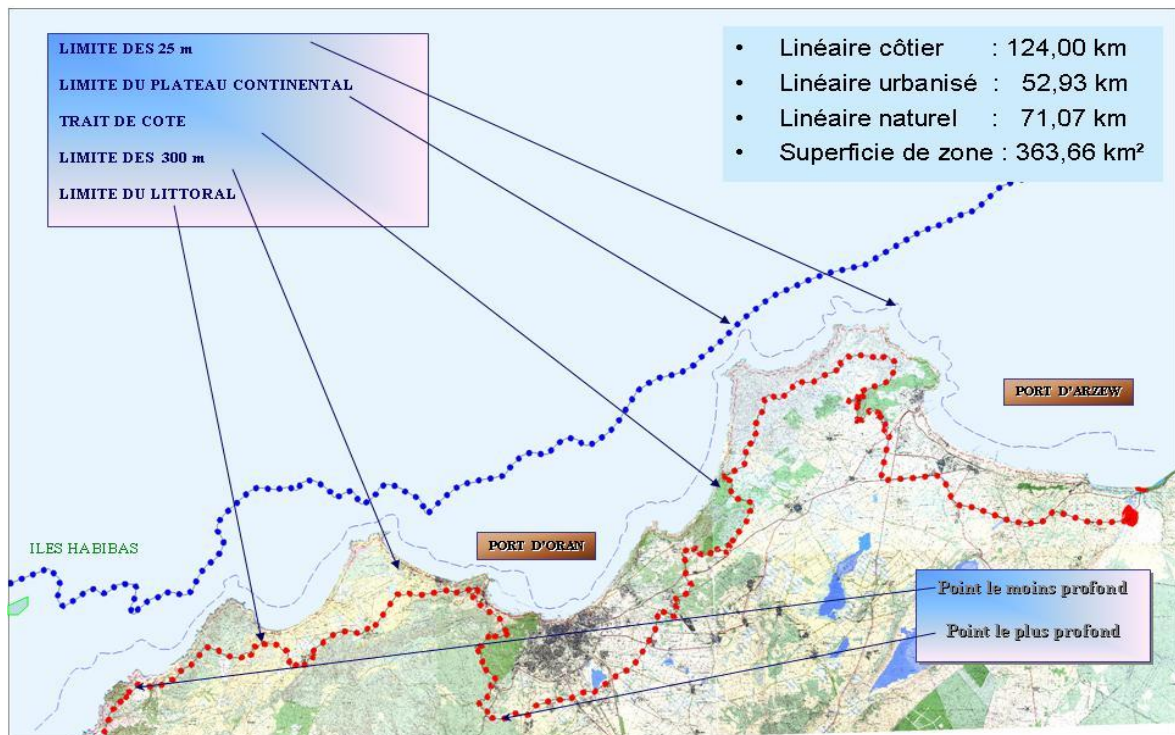 LIMITE DES 25 m
LIMITE DU PLATEAU CONTINENTAL
TRAIT DE COTE
LIMITE DES 300 m
LIMITE DU LITTORAL
• Linéaire côtier : 124,00 km
• Linéaire urbanisé : 52,93 km
• Linéaire naturel : 71,07 km
• Superficie de zone : 363,66 km²
PORT D'ARZEW
PORT D'ORAN
ILES HABIBAS
Point le moins profond
Point le plus profond